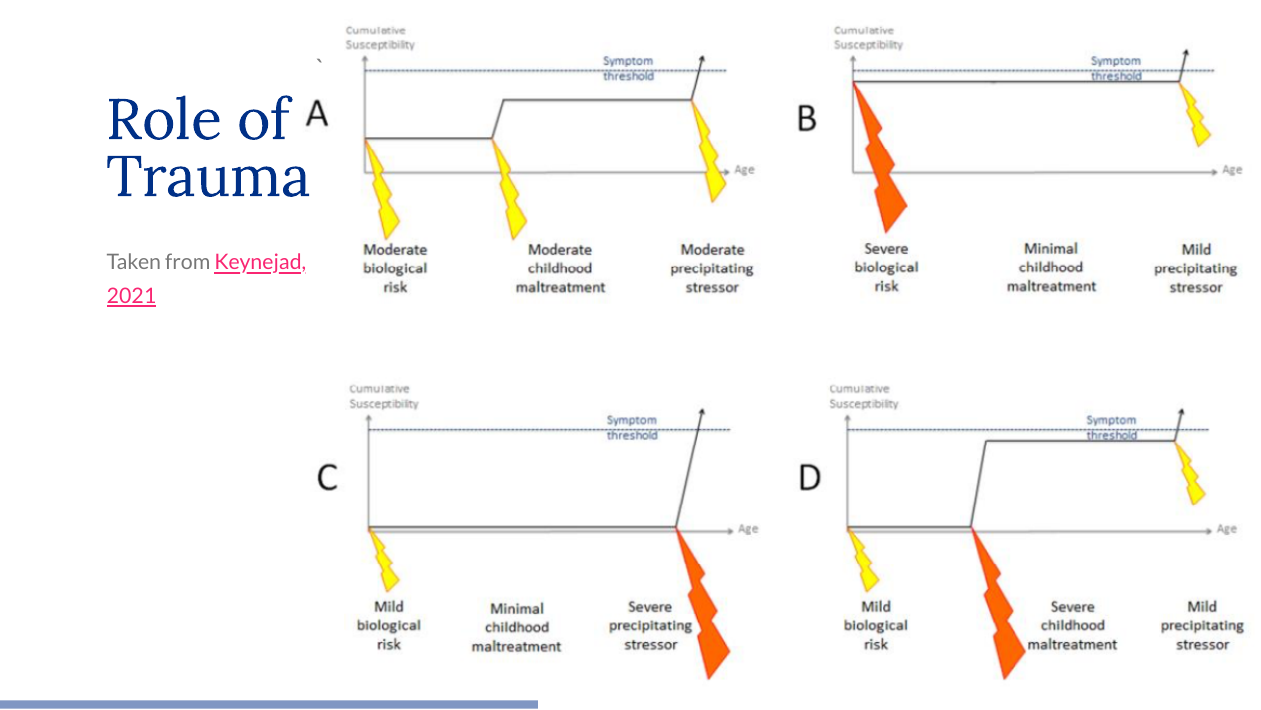 Role of
Trauma
Taken from Keynejad,
2021
`
A
Cumulative
Susceptibility
Symptom
threshold
Age
Moderate
biological
risk
Moderate
childhood
maltreatment
Moderate
precipitating
stressor
B
Cumulative
Susceptibility
Symptom
threshold
Age
Severe
biological
risk
Minimal
childhood
maltreatment
Mild
precipitating
stressor
C
Cumulative
Susceptibility
Symptom
threshold
Age
Mild
biological
risk
Minimal
childhood
maltreatment
Severe
precipitating
stressor
D
Cumulative
Susceptibility
Symptom
threshold
Age
Mild
biological
risk
Severe
childhood
maltreatment
Mild
precipitating
stressor